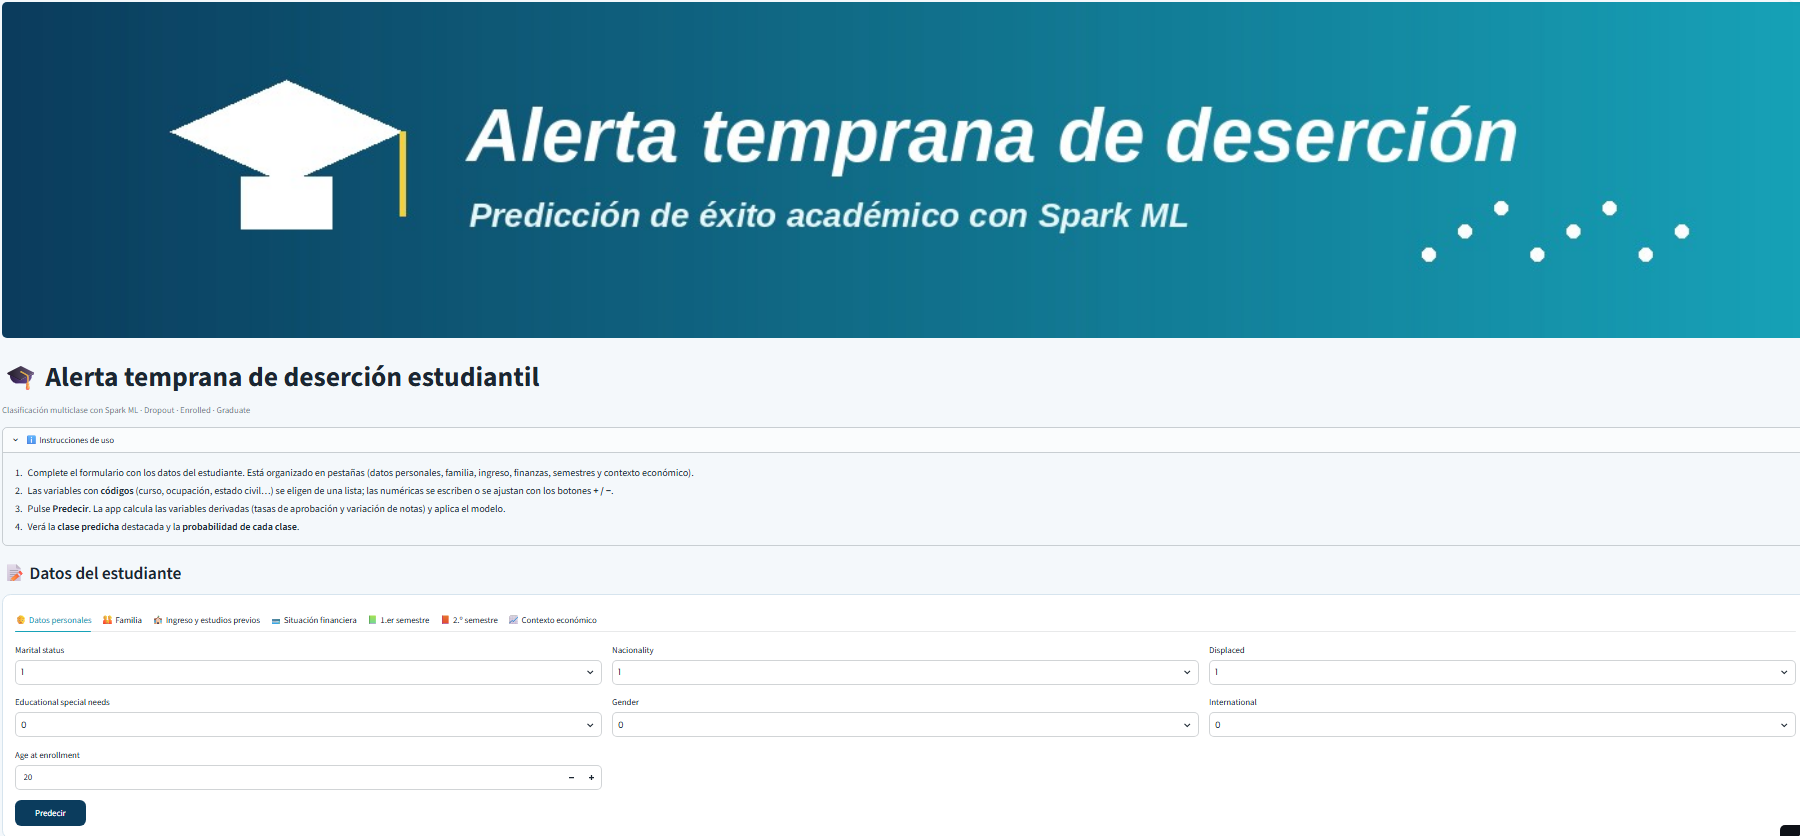 Alerta temprana de deserción
Predicción de éxito académico con Spark ML
Alerta temprana de deserción estudiantil
Clasificación multiclase con Spark ML · Dropout · Enrolled · Graduate
Instrucciones de uso
1. Complete el formulario con los datos del estudiante. Está organizado en pestañas (datos personales, familia, ingreso, finanzas, semestres y contexto económico).
2. Las variables con códigos (curso, ocupación, estado civil...) se eligen de una lista; las numéricas se escriben o se ajustan con los botones + / −.
3. Pulse Predecir. La app calcula las variables derivadas (tasas de aprobación y variación de notas) y aplica el modelo.
4. Verá la clase predicha destacada y la probabilidad de cada clase.
Datos del estudiante
Datos personales Familia Ingreso y estudios previos Situación financiera 1.er semestre 2.º semestre Contexto económico
Marital status Nacionality Displaced
1 1 1
Educational special needs Gender International
0 0 0
Age at enrollment
20 − +
Predecir